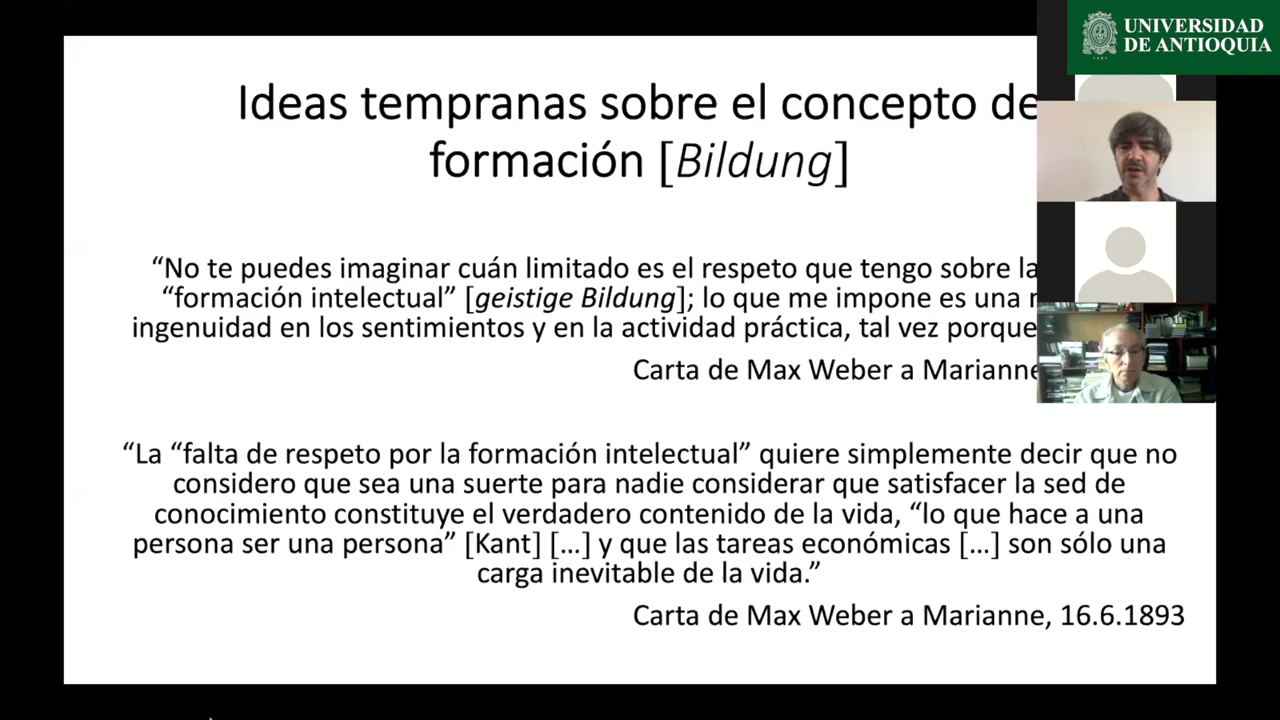 UNIVERSIDAD
DE ANTIOQUIA
1803
Ideas tempranas sobre el concepto de
formación [Bildung]
“No te puedes imaginar cuán limitado es el respeto que tengo sobre la
“formación intelectual” [geistige Bildung]; lo que me impone es una
ingenuidad en los sentimientos y en la actividad práctica, tal vez porque
Carta de Max Weber a Marianne
“La “falta de respeto por la formación intelectual” quiere simplemente decir que no
considero que sea una suerte para nadie considerar que satisfacer la sed de
conocimiento constituye el verdadero contenido de la vida, “lo que hace a una
persona ser una persona” [Kant] [...] y que las tareas económicas [...] son sólo una
carga inevitable de la vida.”
Carta de Max Weber a Marianne, 16.6.1893